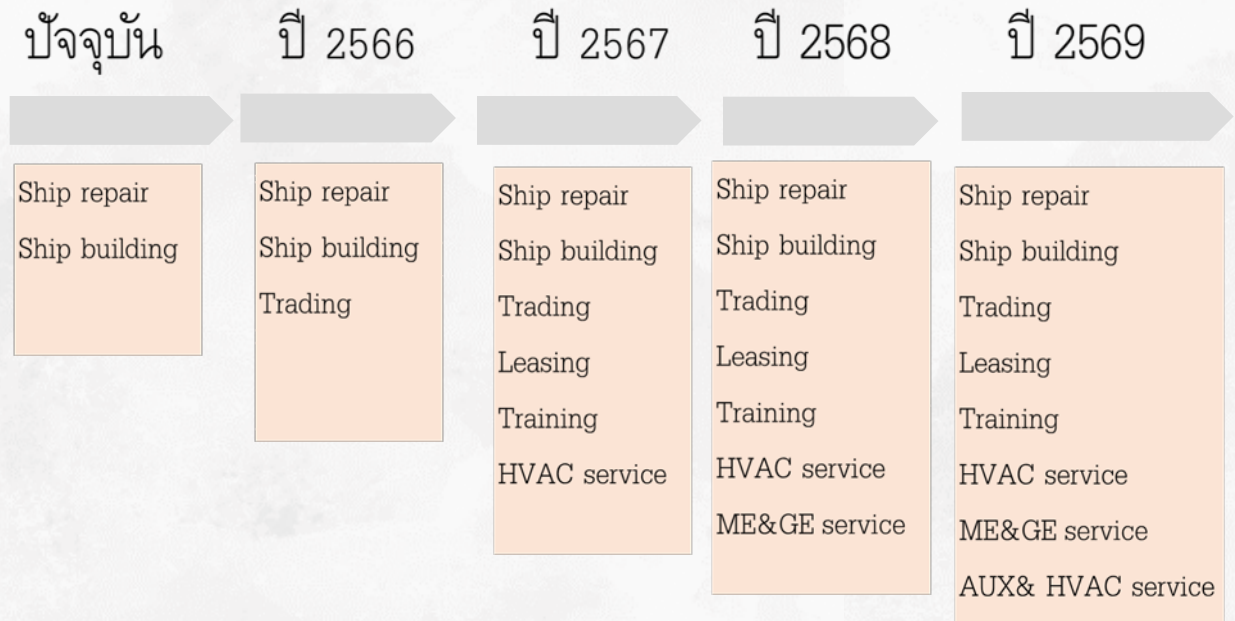 ปัจจุบัน
ปี 2566
ปี 2567
ปี 2568
ปี 2569
Ship repair
Ship building
Ship repair
Ship building
Trading
Ship repair
Ship building
Trading
Leasing
Training
HVAC service
Ship repair
Ship building
Trading
Leasing
Training
HVAC service
ME&GE service
Ship repair
Ship building
Trading
Leasing
Training
HVAC service
ME&GE service
AUX& HVAC service